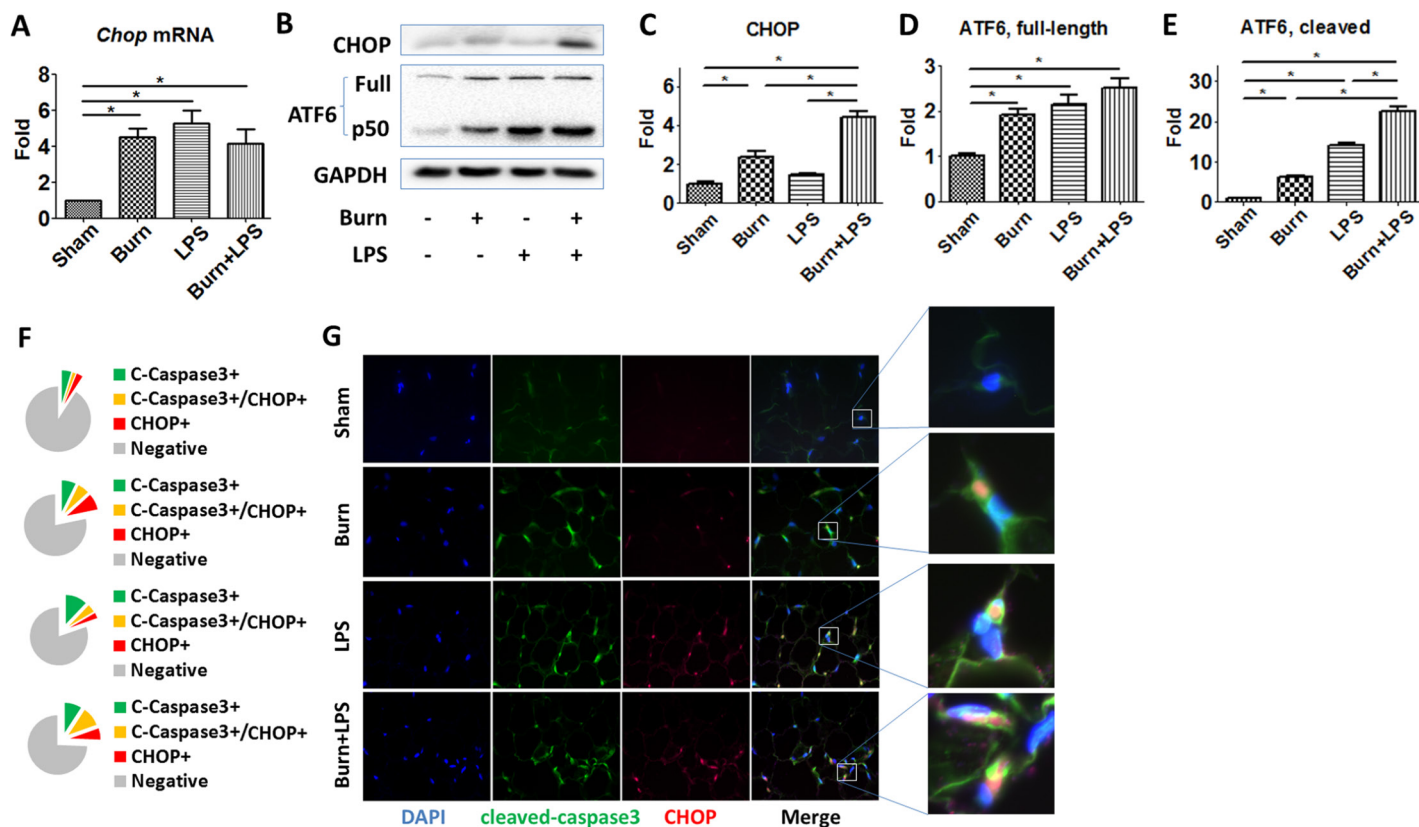 A
Chop mRNA
Fold
8
6
4
2
0
*
*
*
Sham
Burn
LPS
Burn+LPS
B
CHOP
Full
ATF6
p50
GAPDH
Burn - + - +
LPS - - + +
C
CHOP
Fold
6
4
2
0
*
*
*
*
Sham
Burn
LPS
Burn+LPS
D
ATF6, full-length
Fold
3
2
1
0
*
*
*
Sham
Burn
LPS
Burn+LPS
E
ATF6, cleaved
Fold
30
20
10
0
*
*
*
*
*
Sham
Burn
LPS
Burn+LPS
F
C-Caspase3+
C-Caspase3+/CHOP+
CHOP+
Negative
C-Caspase3+
C-Caspase3+/CHOP+
CHOP+
Negative
C-Caspase3+
C-Caspase3+/CHOP+
CHOP+
Negative
C-Caspase3+
C-Caspase3+/CHOP+
CHOP+
Negative
G
Sham
Burn
LPS
Burn+LPS
DAPI
cleaved-caspase3
CHOP
Merge